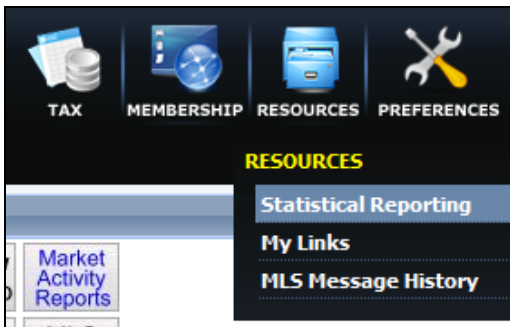 TAX
MEMBERSHIP
RESOURCES
PREFERENCES
RESOURCES
Statistical Reporting
My Links
MLS Message History
Market
Activity
Reports